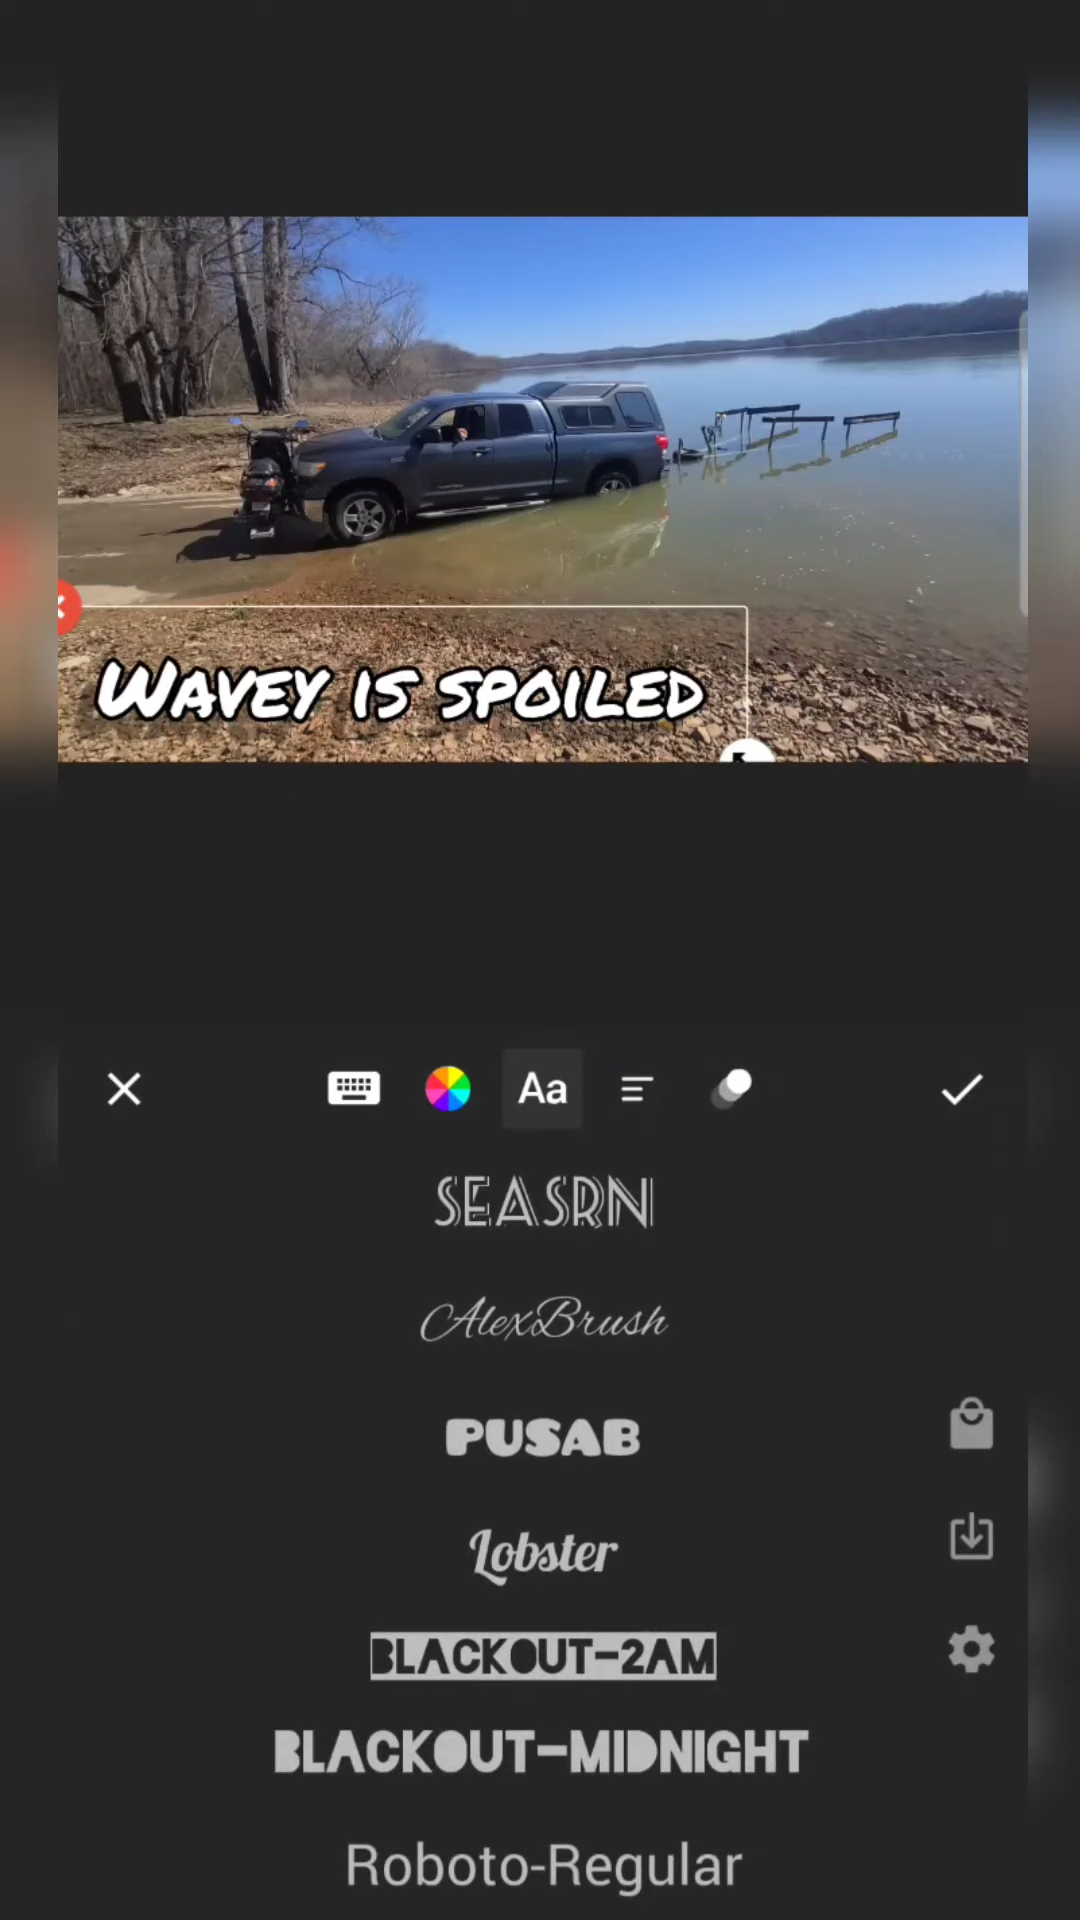 WAVEY IS SPOILED
Aa
SEASRN
AlexBrush
PUSAB
Lobster
BLACKOUT-2AM
BLACKOUT-MIDNIGHT
Roboto-Regular